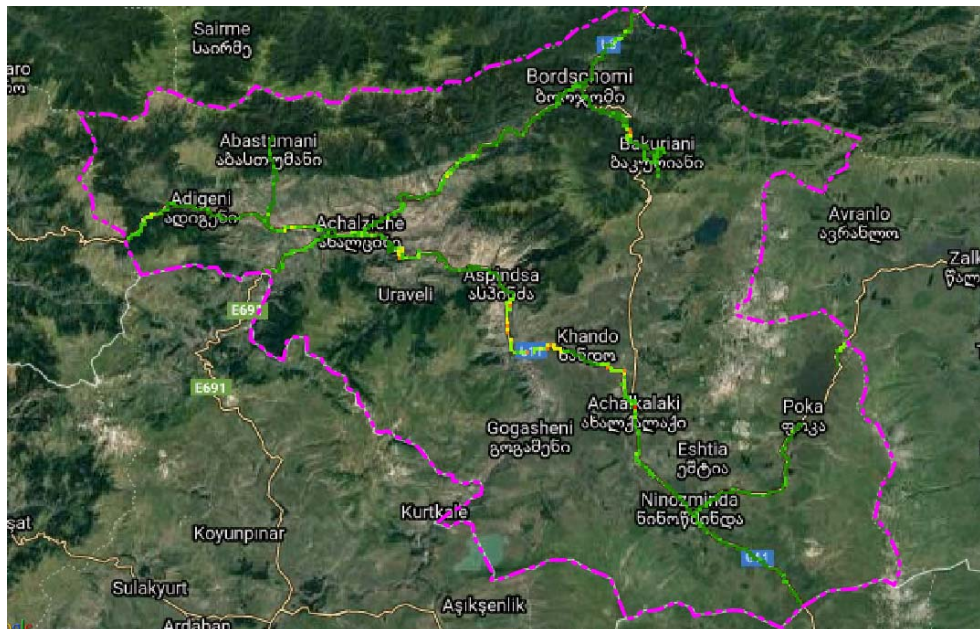 Sairme
საირმე
Bordschomi
ბორჯომი
Abastumani
აბასთუმანი
Bakuriani
ბაკურიანი
Adigeni
ადიგენი
Achalziche
ახალციხე
Avranlo
ავრანლო
Aspindsa
ასპინძა
Uraveli
E691
Khando
ხანდო
E691
Achalkalaki
ახალქალაქი
Poka
ფოკა
Gogasheni
გოგაშენი
Eshtia
ეშტია
Ninozminda
ნინოწმინდა
Kurtkale
Koyunpınar
Sulakyurt
Aşıkşenlik
Ardahan